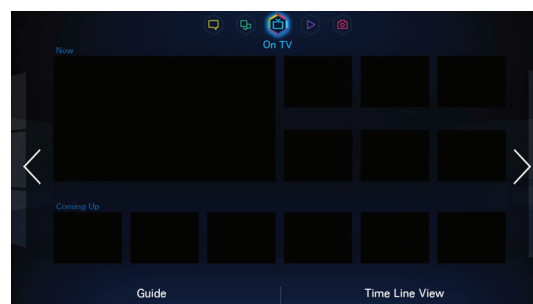 On TV
Now
Coming Up
Guide
Time Line View